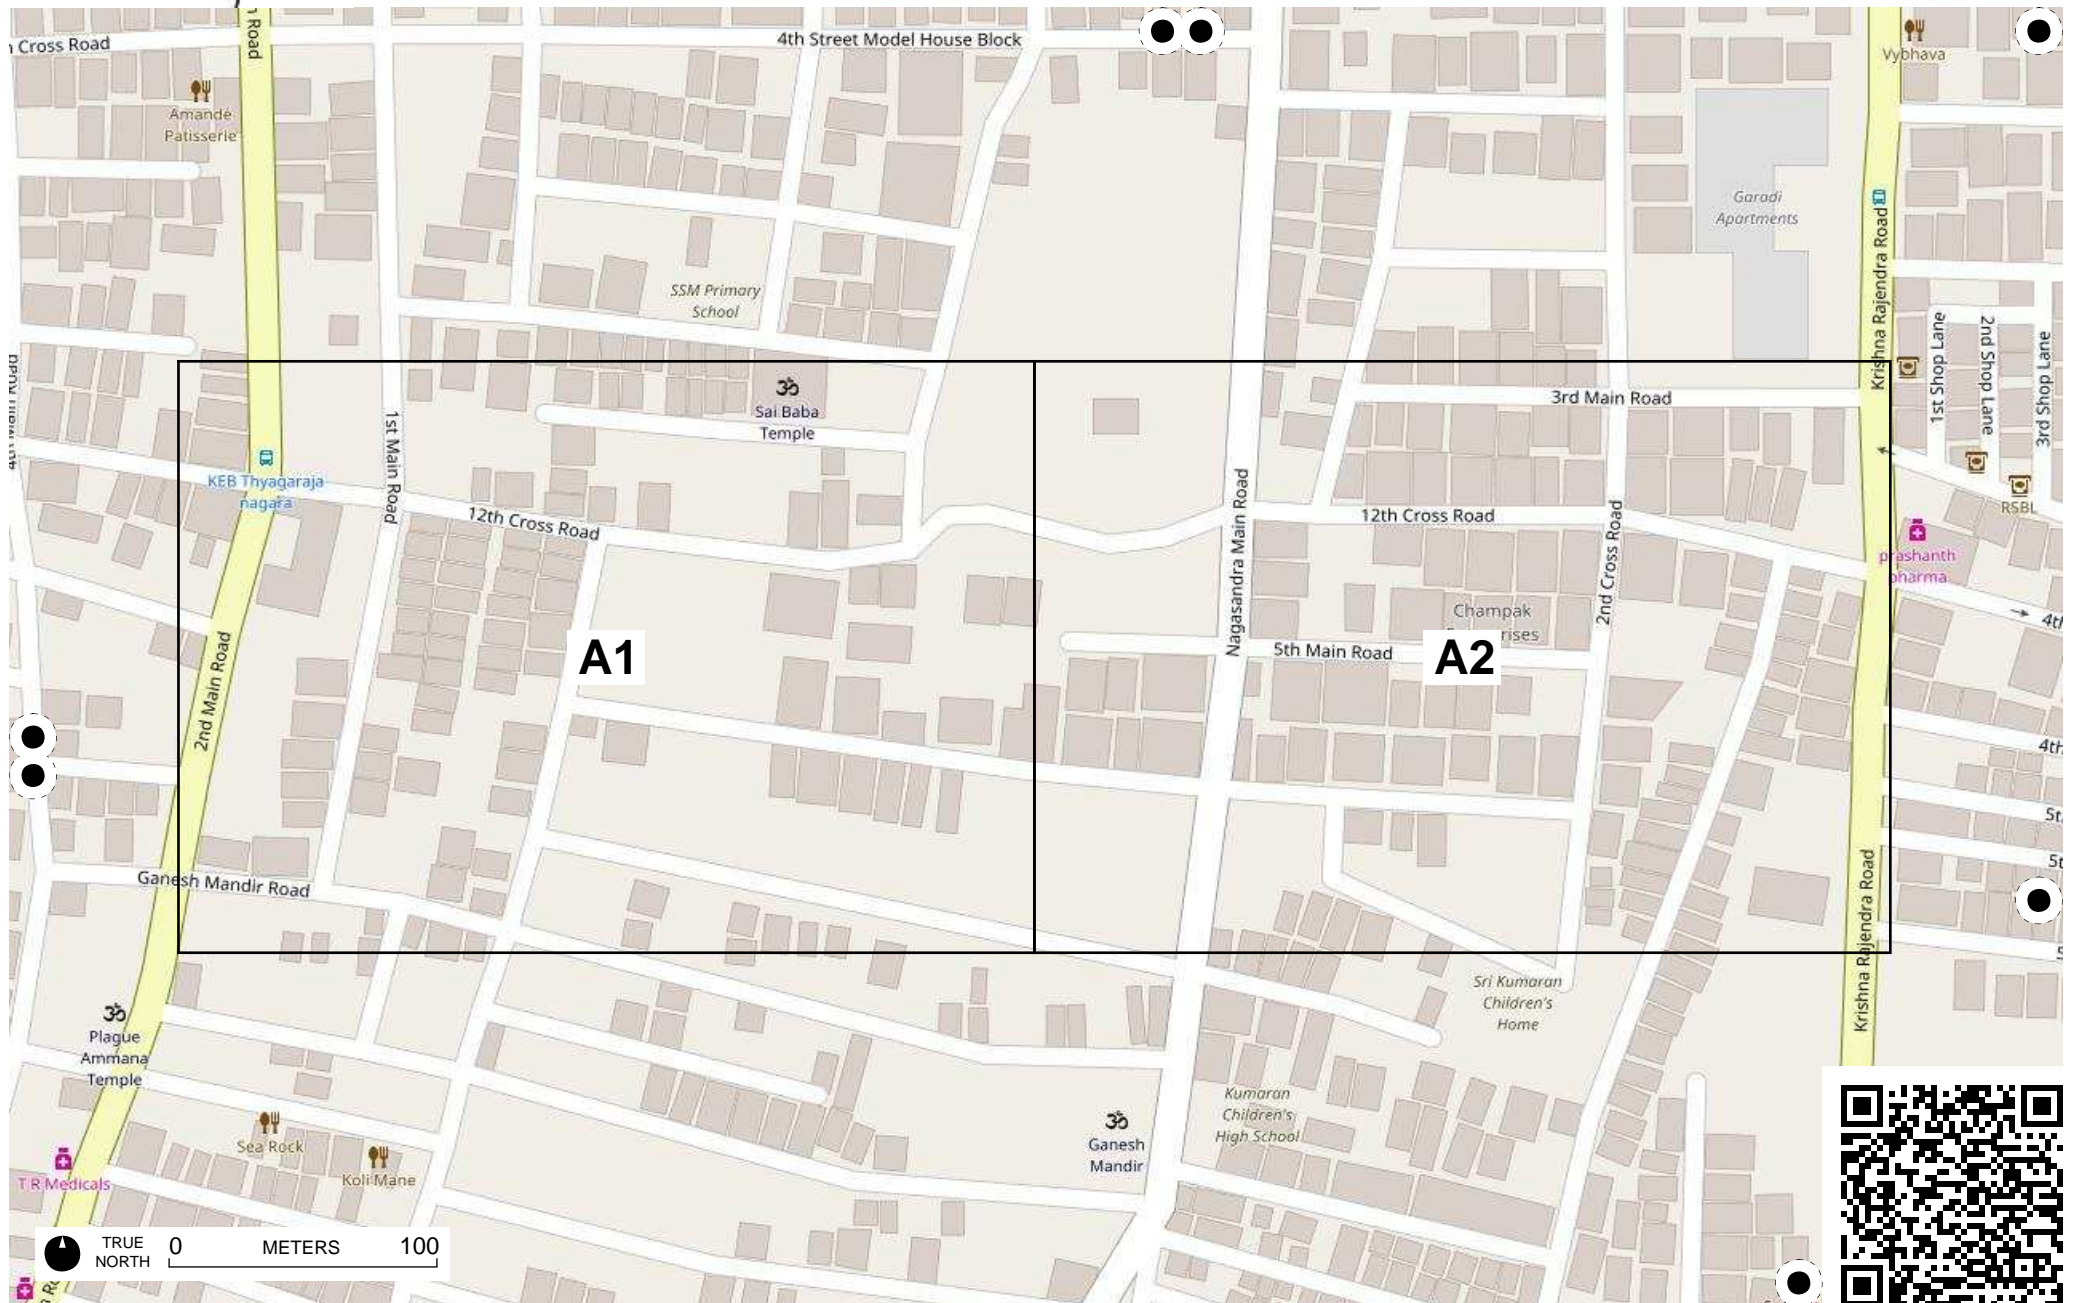 Cross Road
Road
4th Street Model House Block
Vybhava
Amande
Patisserie
Garadi
Apartments
Krishna Rajendra Road
SSM Primary
School
1st Shop Lane
2nd Shop Lane
3rd Shop Lane
Sai Baba
Temple
1st Main Road
3rd Main Road
KEB Thyagaraja
nagara
12th Cross Road
12th Cross Road
Nagasandra Main Road
2nd Cross Road
RSBL
prashanth
pharma
Champak
A1
A2
5th Main Road
2nd Main Road
4th
Ganesh Mandir Road
Krishna Rajendra Road
Sri Kumaran
Children's
Home
Plague
Ammana
Temple
Kumaran
Children's
High School
Ganesh
Mandir
Sea Rock
Koli Mane
T R Medicals
TRUE
NORTH
0 METERS 100